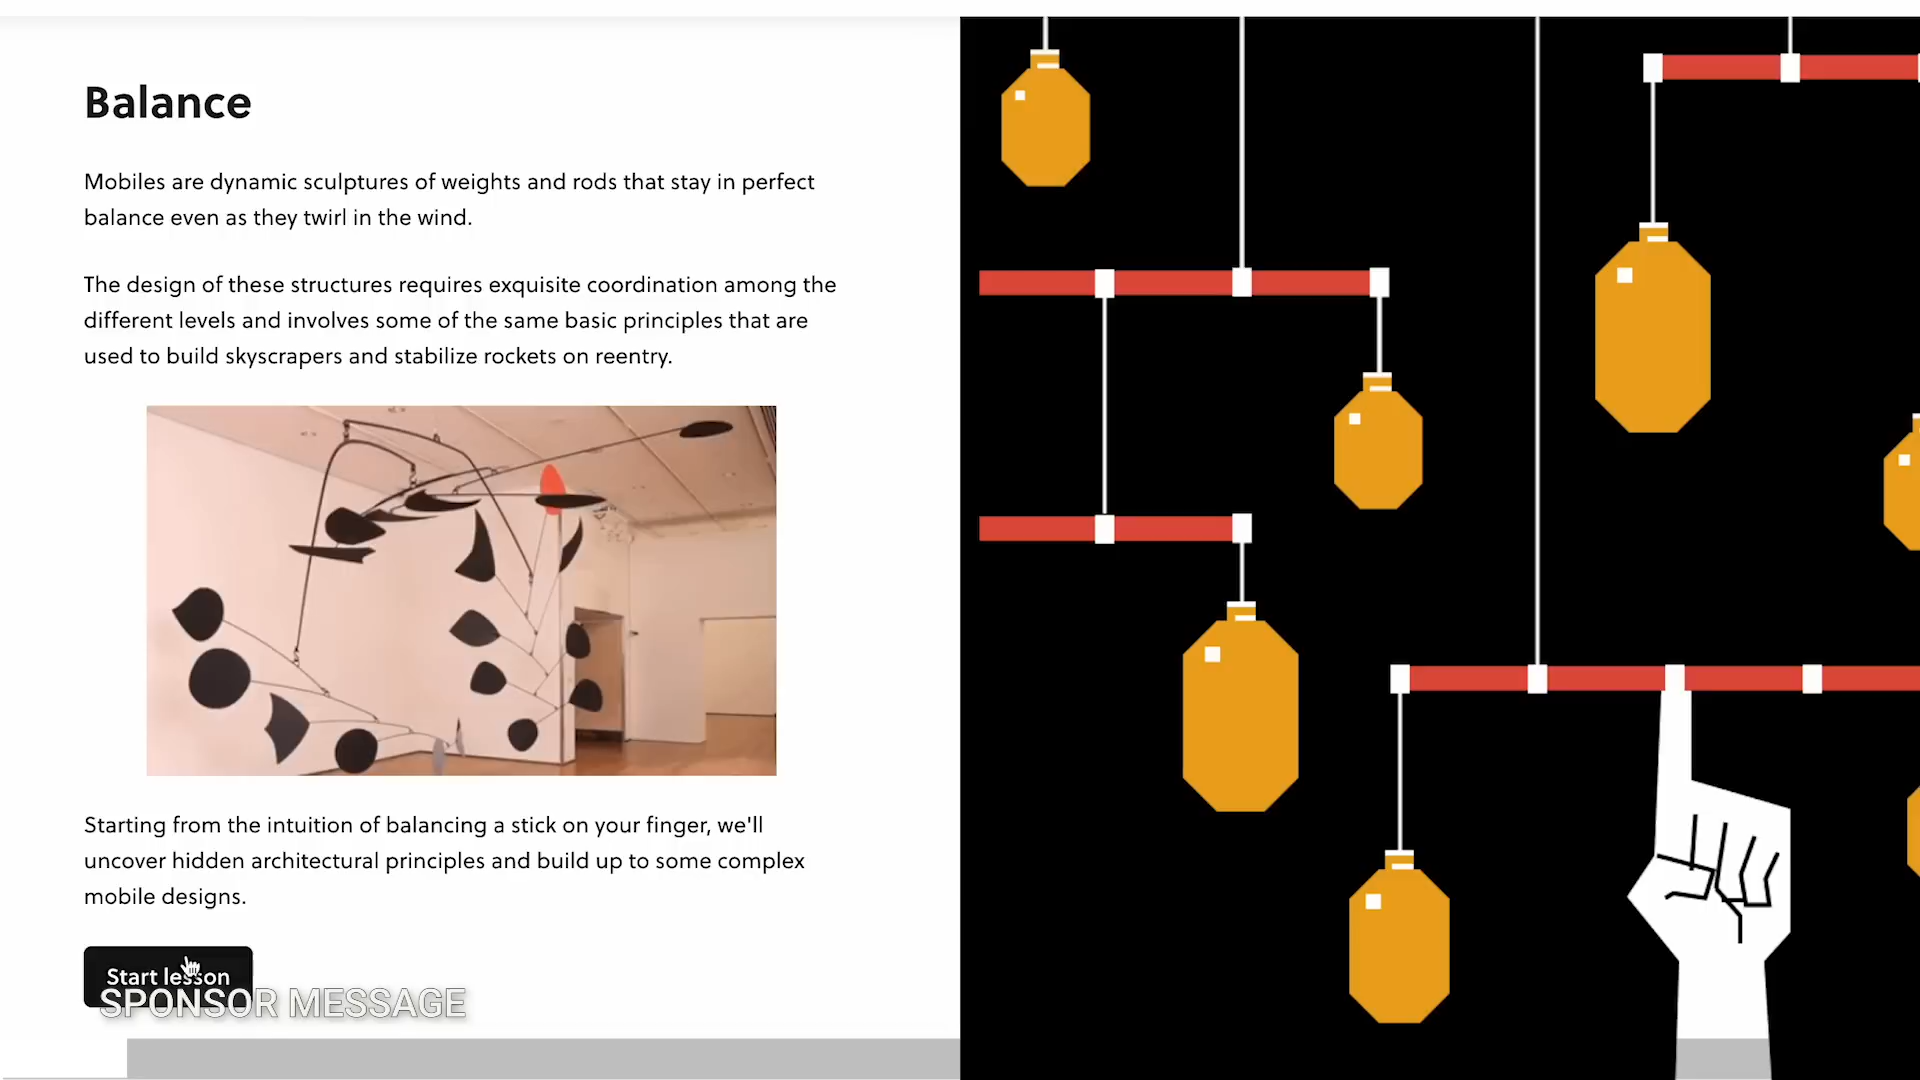 Balance
Mobiles are dynamic sculptures of weights and rods that stay in perfect
balance even as they twirl in the wind.
The design of these structures requires exquisite coordination among the
different levels and involves some of the same basic principles that are
used to build skyscrapers and stabilize rockets on reentry.
Starting from the intuition of balancing a stick on your finger, we'll
uncover hidden architectural principles and build up to some complex
mobile designs.
Start lesson
SPONSOR MESSAGE